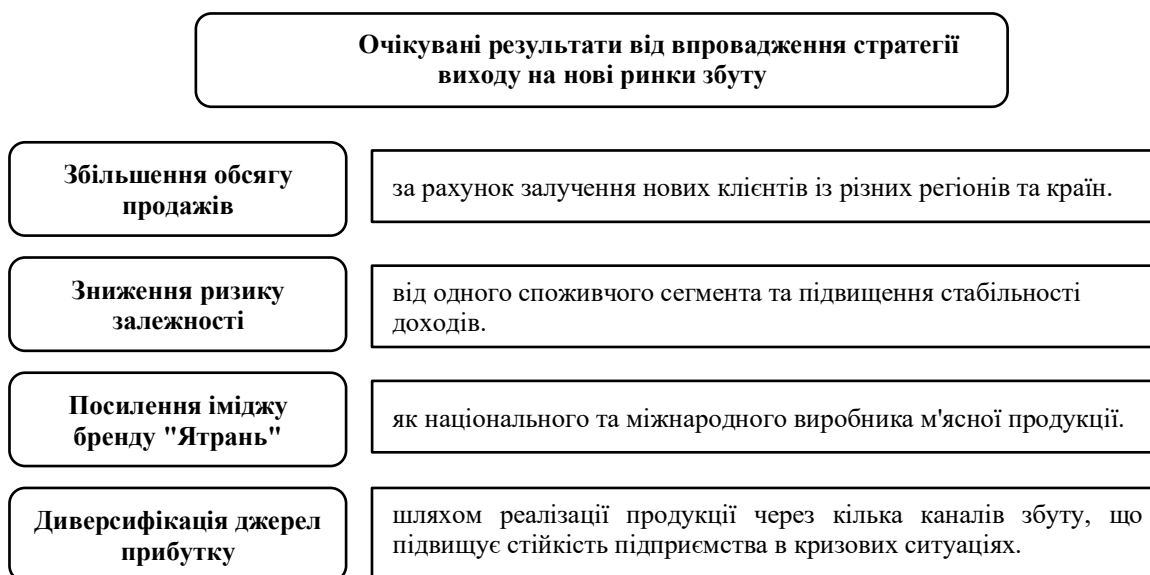 Очікувані результати від впровадження стратегії
виходу на нові ринки збуту
Збільшення обсягу
продажів
за рахунок залучення нових клієнтів із різних регіонів та країн.
Зниження ризику
залежності
від одного споживчого сегмента та підвищення стабільності
доходів.
Посилення іміджу
бренду "Ятрань"
як національного та міжнародного виробника м'ясної продукції.
Диверсифікація джерел
прибутку
шляхом реалізації продукції через кілька каналів збуту, що
підвищує стійкість підприємства в кризових ситуаціях.